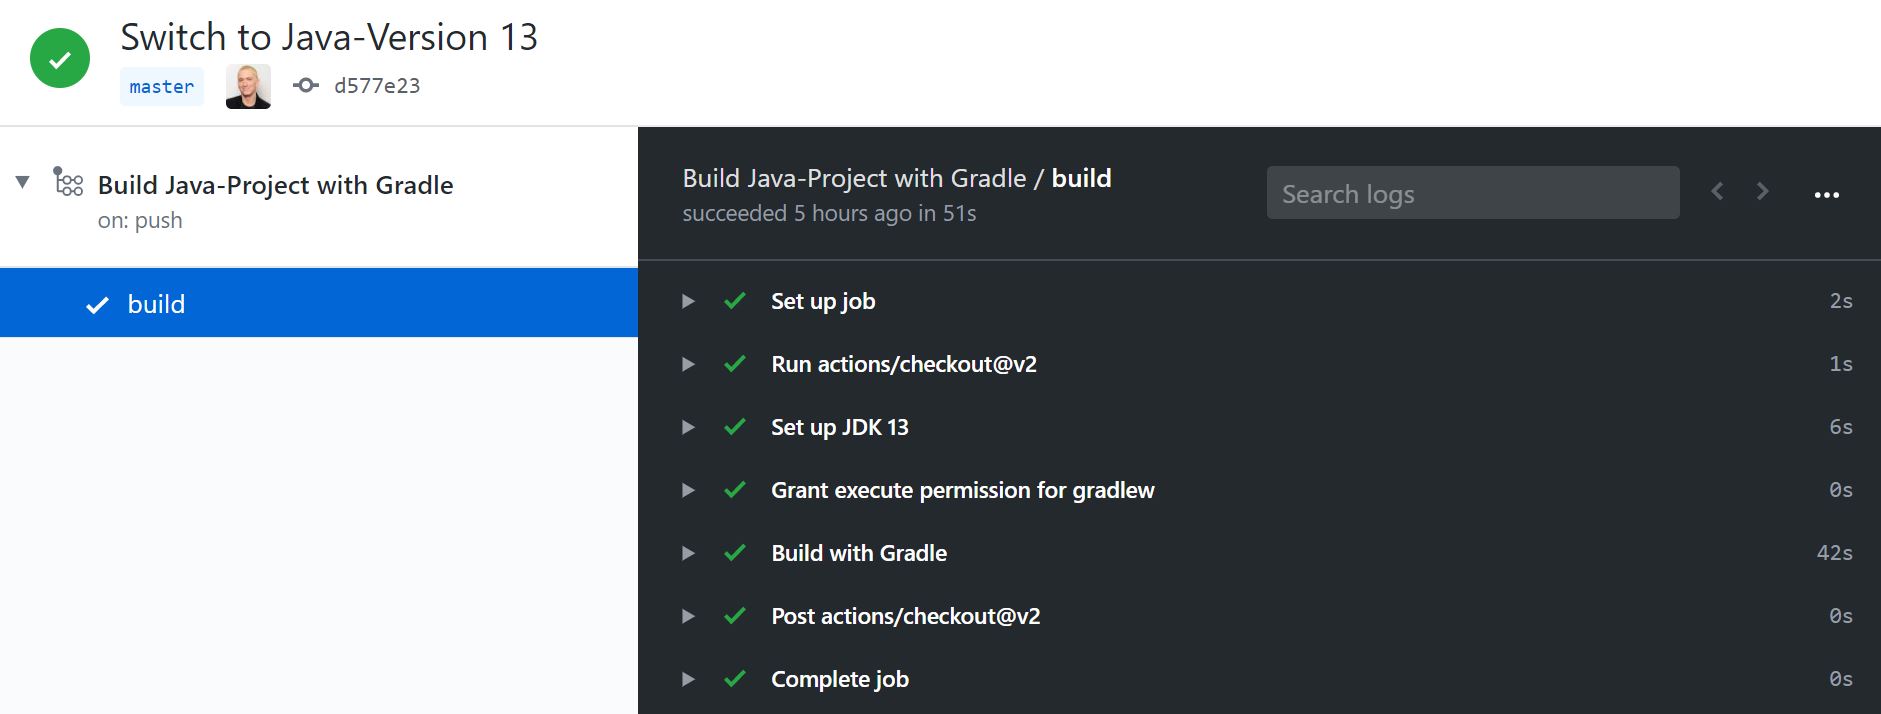 Switch to Java-Version 13
master d577e23
Build Java-Project with Gradle
on: push
build
Build Java-Project with Gradle / build
succeeded 5 hours ago in 51s
Search logs
Set up job 2s
Run actions/checkout@v2 1s
Set up JDK 13 6s
Grant execute permission for gradlew 0s
Build with Gradle 42s
Post actions/checkout@v2 0s
Complete job 0s